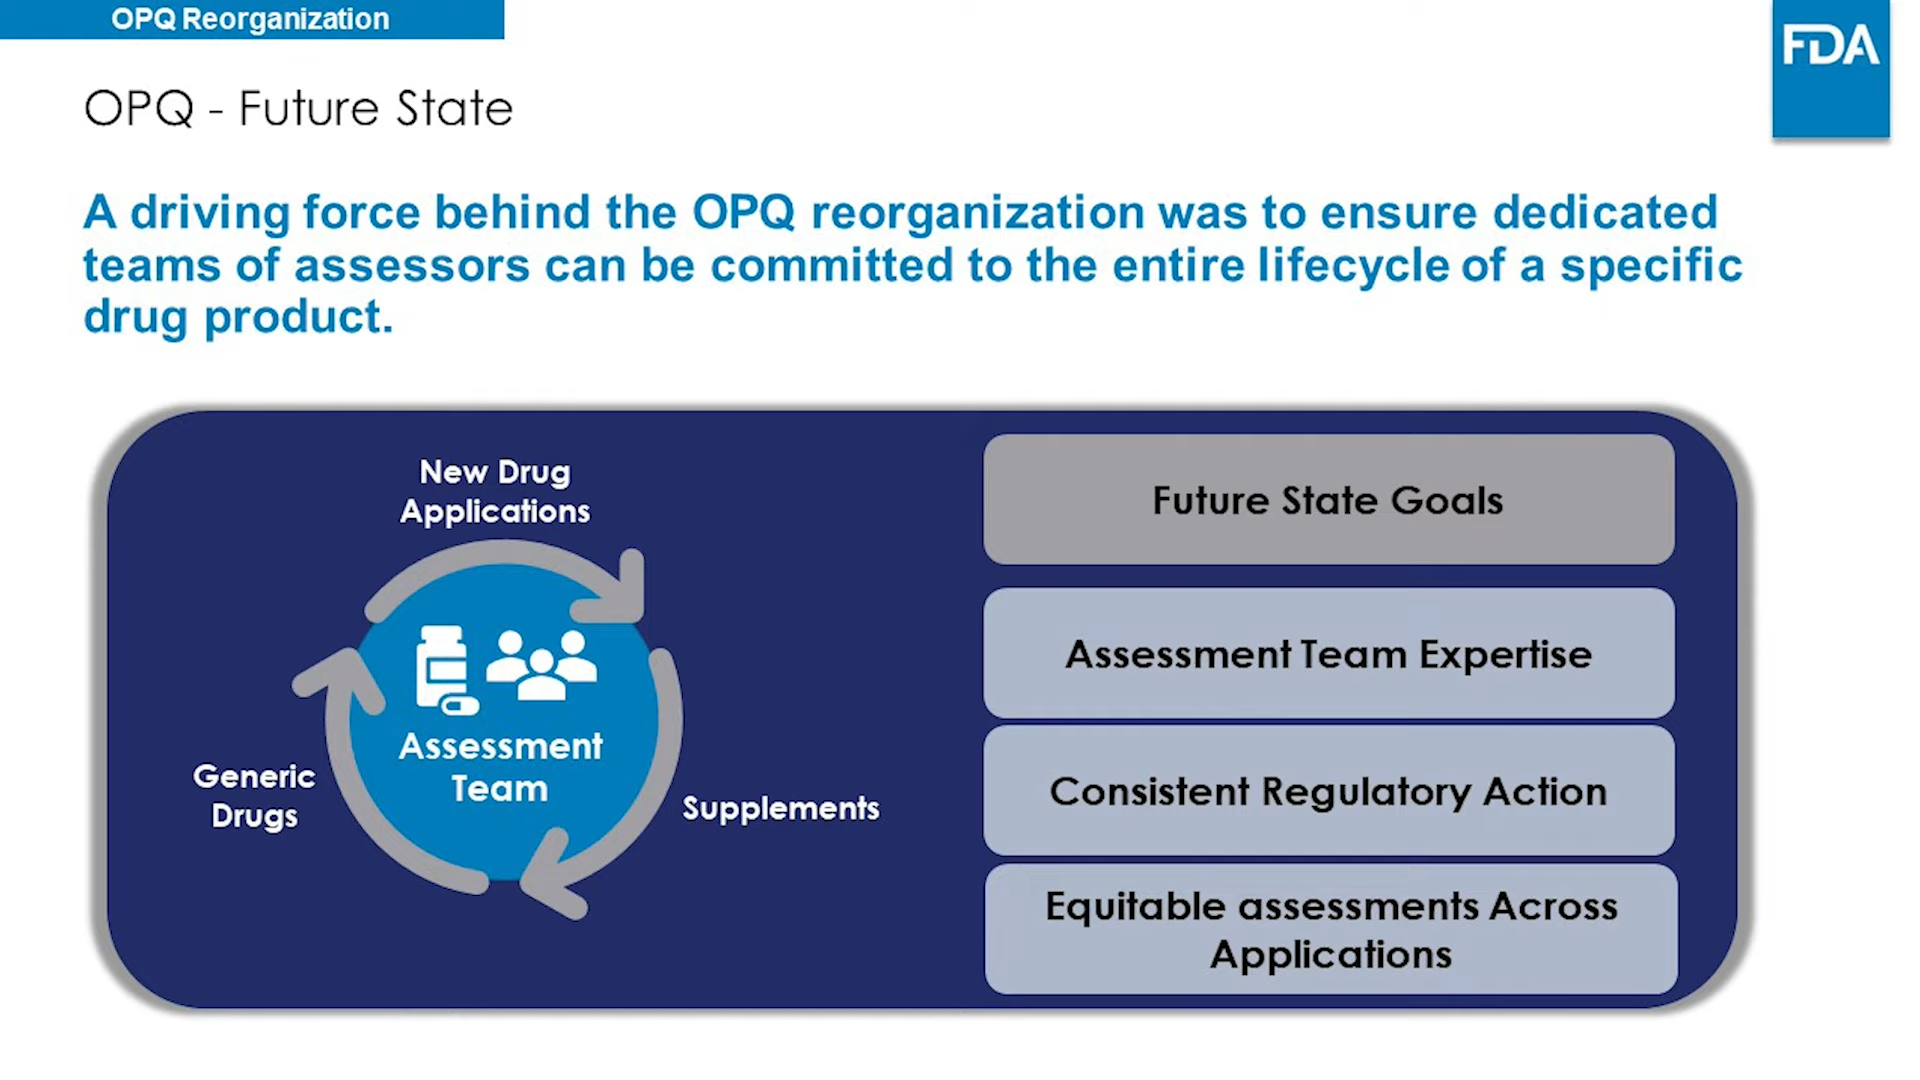 OPQ Reorganization
FDA
OPQ - Future State
A driving force behind the OPQ reorganization was to ensure dedicated
teams of assessors can be committed to the entire lifecycle of a specific
drug product.
New Drug
Applications
Assessment
Team
Generic
Drugs
Supplements
Future State Goals
Assessment Team Expertise
Consistent Regulatory Action
Equitable assessments Across
Applications